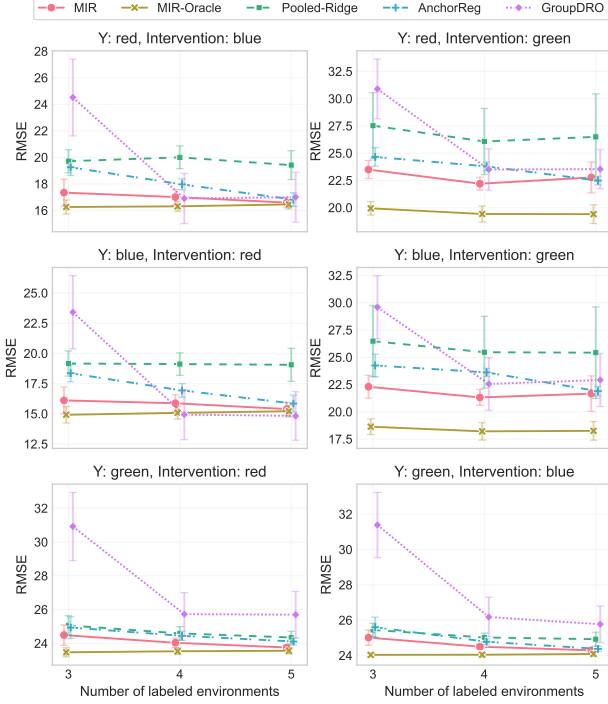 MIR MIR-Oracle Pooled-Ridge AnchorReg GroupDRO
Y: red, Intervention: blue
RMSE
28
26
24
22
20
18
16
Y: red, Intervention: green
RMSE
32.5
30.0
27.5
25.0
22.5
20.0
Y: blue, Intervention: red
RMSE
25.0
22.5
20.0
17.5
15.0
12.5
Y: blue, Intervention: green
RMSE
32.5
30.0
27.5
25.0
22.5
20.0
17.5
Y: green, Intervention: red
RMSE
32
30
28
26
24
3 4 5
Number of labeled environments
Y: green, Intervention: blue
RMSE
32
30
28
26
24
3 4 5
Number of labeled environments